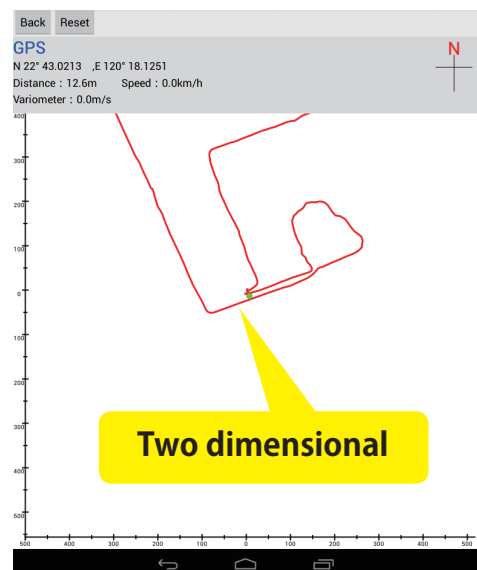 Back Reset
GPS
N
N 22° 43.0213 ,E 120° 18.1251
Distance : 12.6m Speed : 0.0km/h
Variometer : 0.0m/s
400
300
200
100
0
100
200
300
400
500
Two dimensional
500 400 300 200 100 0 100 200 300 400 500